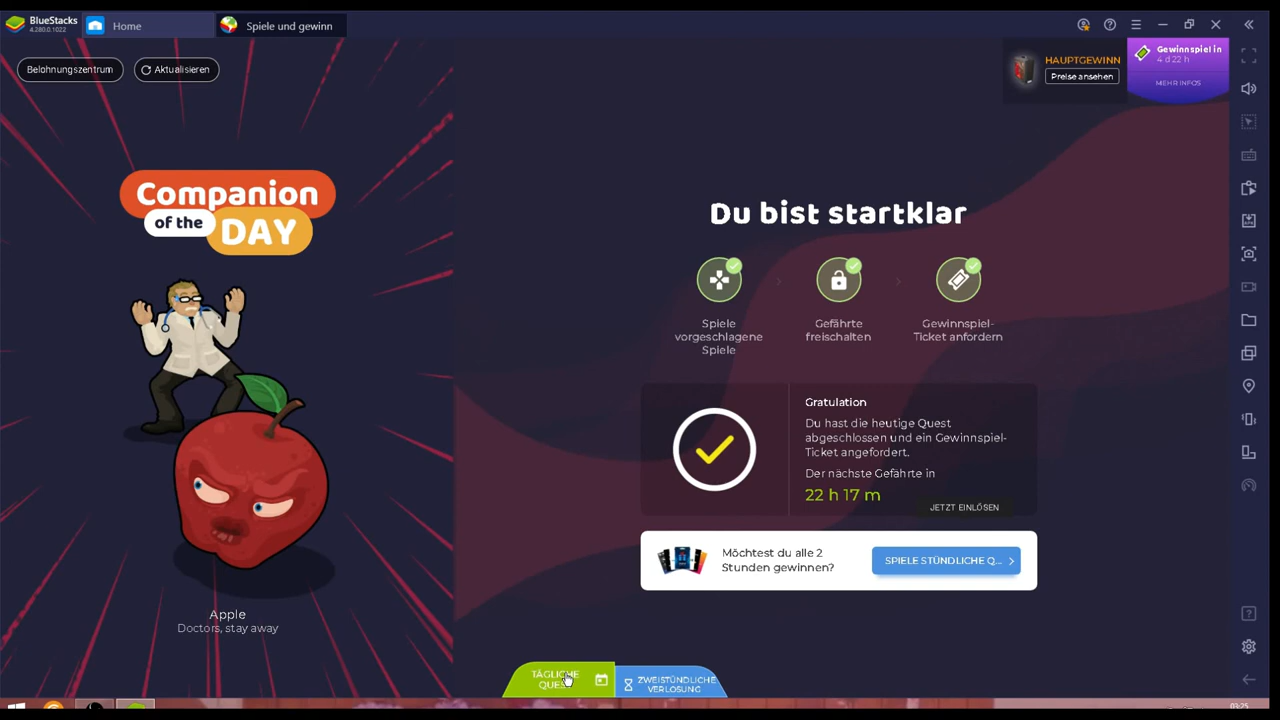 BlueStacks
4.280.0.1022
Home
Spiele und gewinn
Belohnungszentrum
Aktualisieren
HAUPTGEWINN
Preise ansehen
Gewinnspiel in
4 d 22 h
MEHR INFOS
Companion
of the
DAY
Apple
Doctors, stay away
Du bist startklar
Spiele
vorgeschlagene
Spiele
Gefährte
freischalten
Gewinnspiel-
Ticket anfordern
Gratulation
Du hast die heutige Quest
abgeschlossen und ein Gewinnspiel-
Ticket angefordert.
Der nächste Gefährte in
22 h 17 m
JETZT EINLÖSEN
Möchtest du alle 2
Stunden gewinnen?
SPIELE STÜNDLICHE Q...
TÄGLICHE
ZWEISTÜNDLICHE
VERLOSUNG
03:25